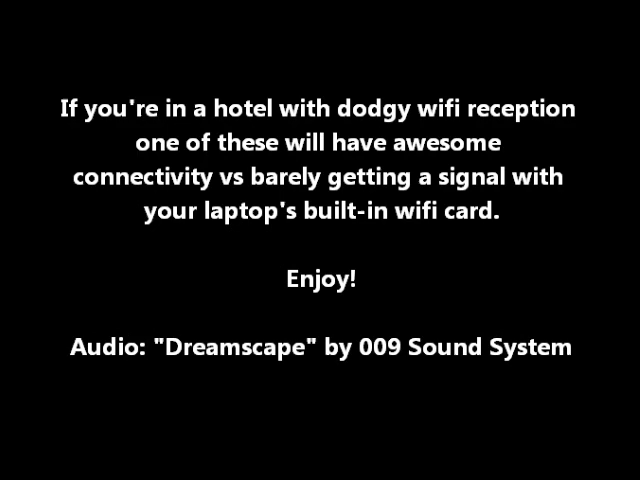 If you're in a hotel with dodgy wifi reception
one of these will have awesome
connectivity vs barely getting a signal with
your laptop's built-in wifi card.
Enjoy!
Audio: "Dreamscape" by 009 Sound System